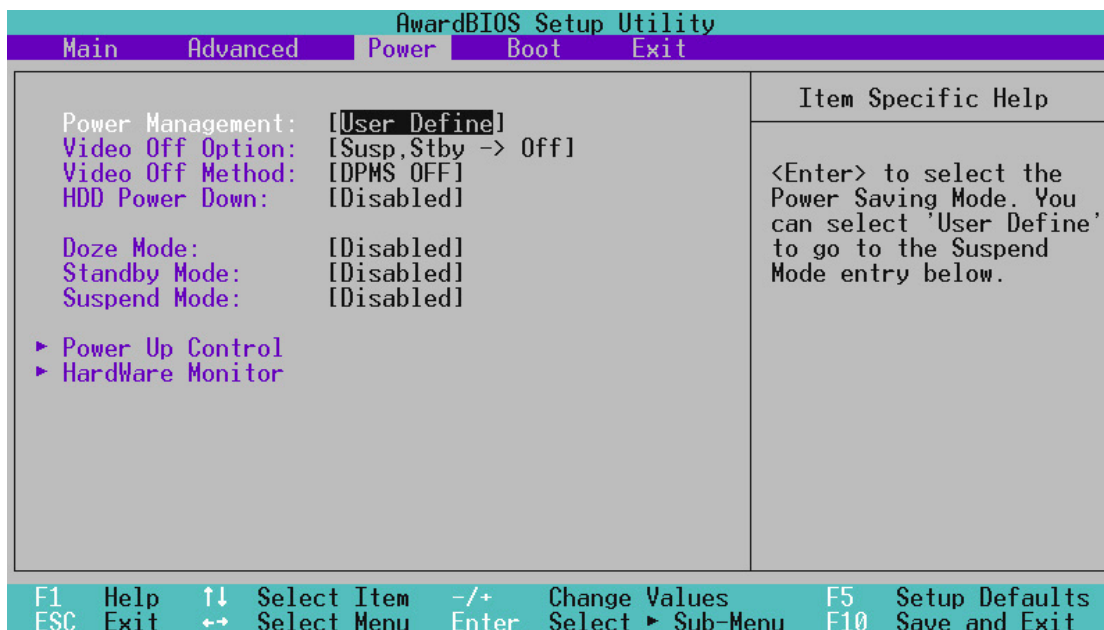 AwardBIOS Setup Utility
Main Advanced Power Boot Exit
Power Management: [User Define]
Video Off Option: [Susp,Stby -> Off]
Video Off Method: [DPMS OFF]
HDD Power Down: [Disabled]
Doze Mode: [Disabled]
Standby Mode: [Disabled]
Suspend Mode: [Disabled]
▶ Power Up Control
▶ HardWare Monitor
Item Specific Help
<Enter> to select the
Power Saving Mode. You
can select 'User Define'
to go to the Suspend
Mode entry below.
F1 Help ↑↓ Select Item -/+ Change Values F5 Setup Defaults
ESC Exit ←→ Select Menu Enter Select ▶ Sub-Menu F10 Save and Exit